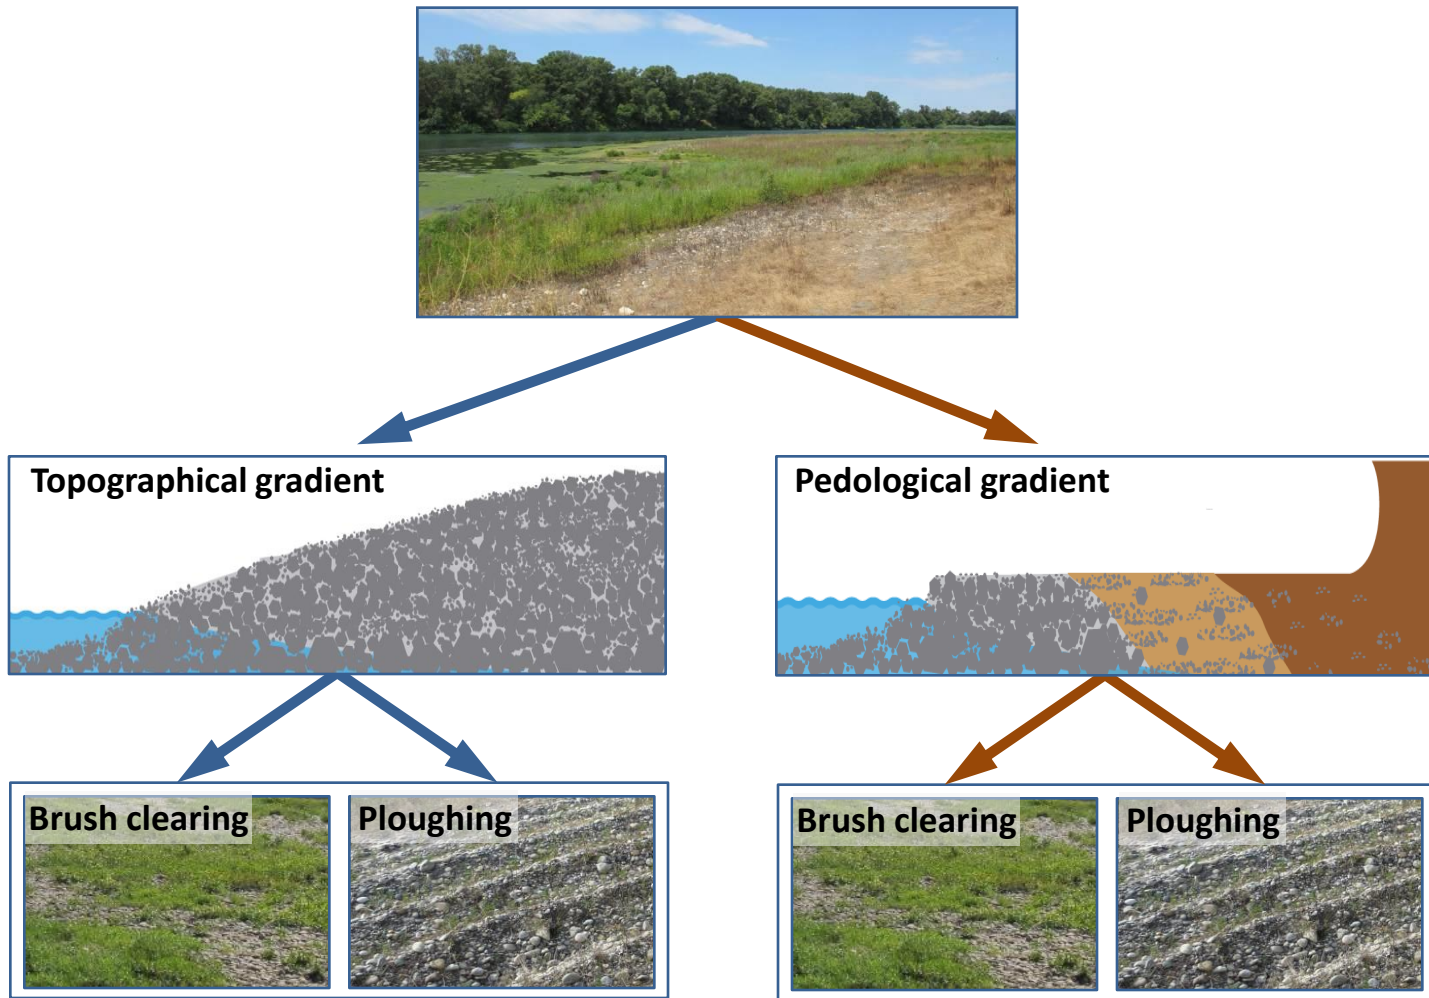 Topographical gradient
Pedological gradient
Brush clearing
Ploughing
Brush clearing
Ploughing